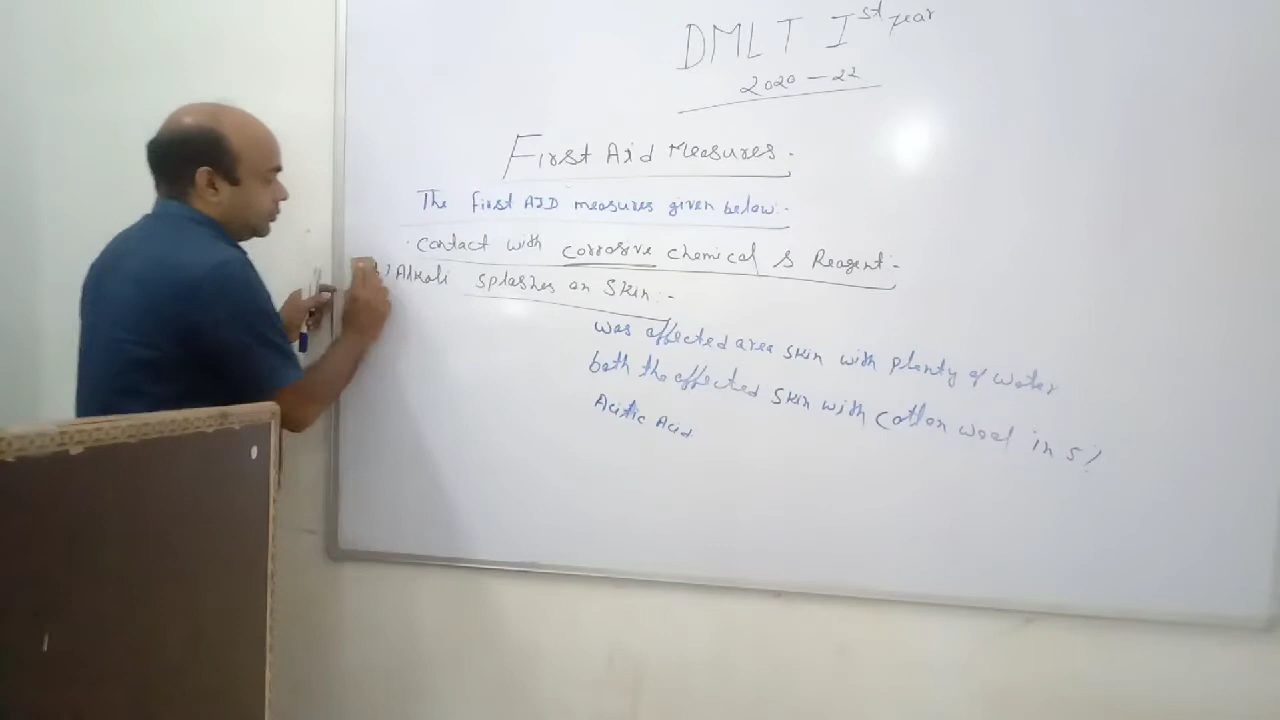 DMLT Ist year
2020-22
First Aid Measures.
The first AID measures given below:-
Contact with corrosive chemical & Reagent:-
Alkali splashes on Skin:-
was affected area skin with plenty of water
bath the affected skin with cotton wool in 5%
Acitic Acid